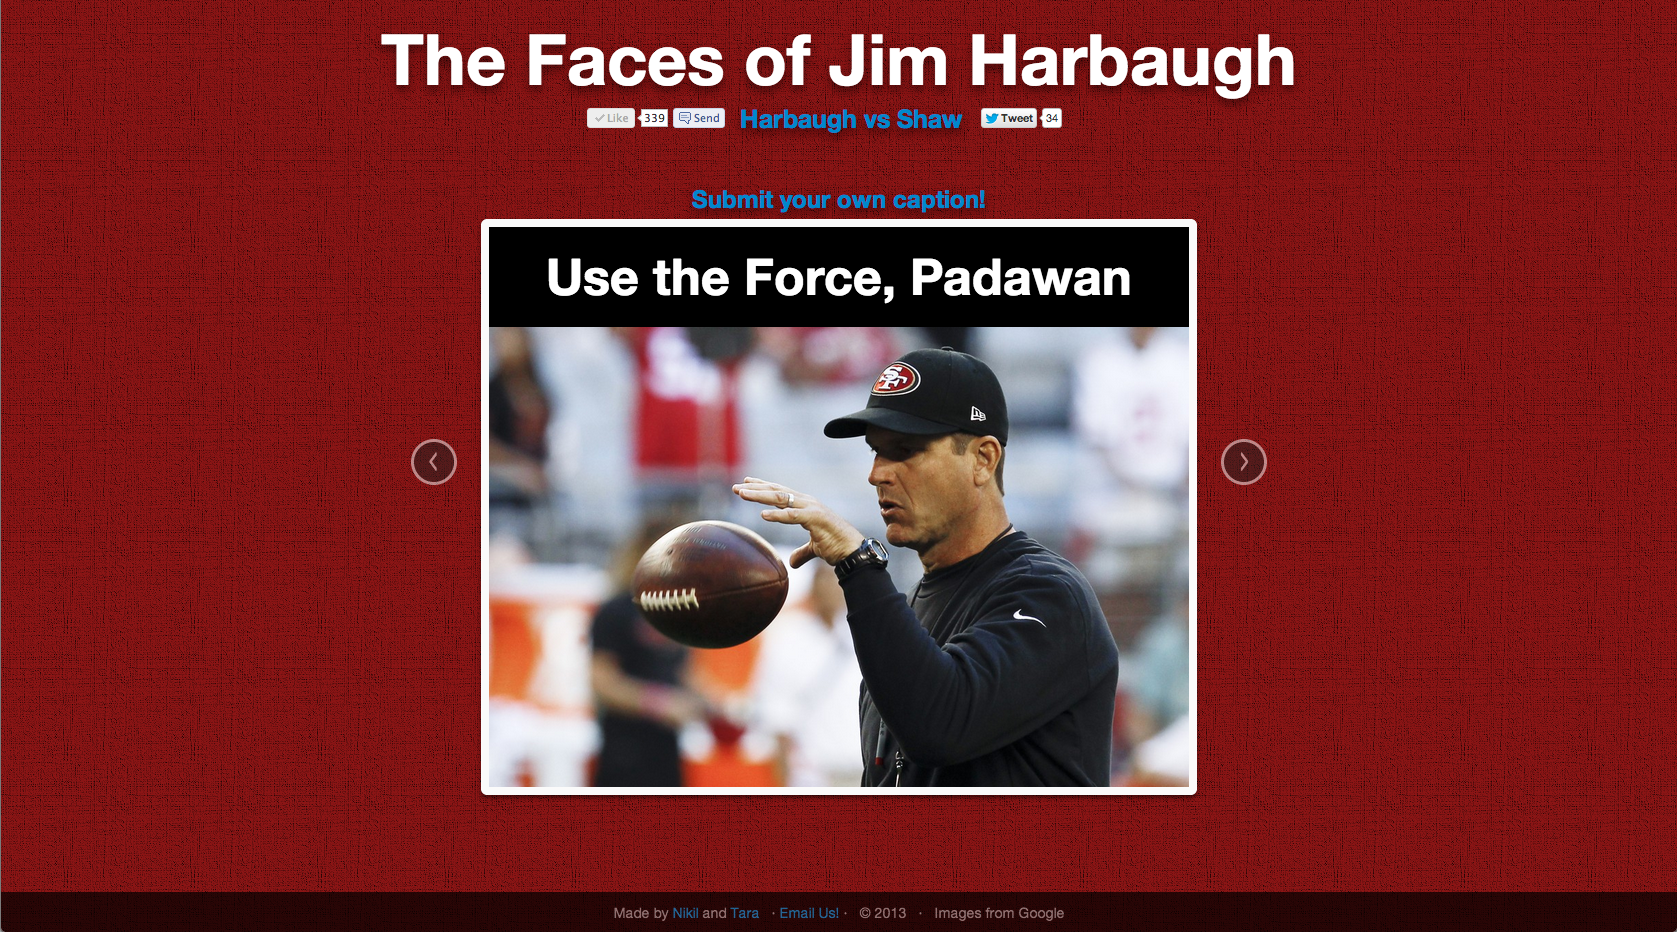 The Faces of Jim Harbaugh
Like 339 Send Harbaugh vs Shaw Tweet 34
Submit your own caption!
Use the Force, Padawan
SF
Made by Nikil and Tara · Email Us! · © 2013 · Images from Google